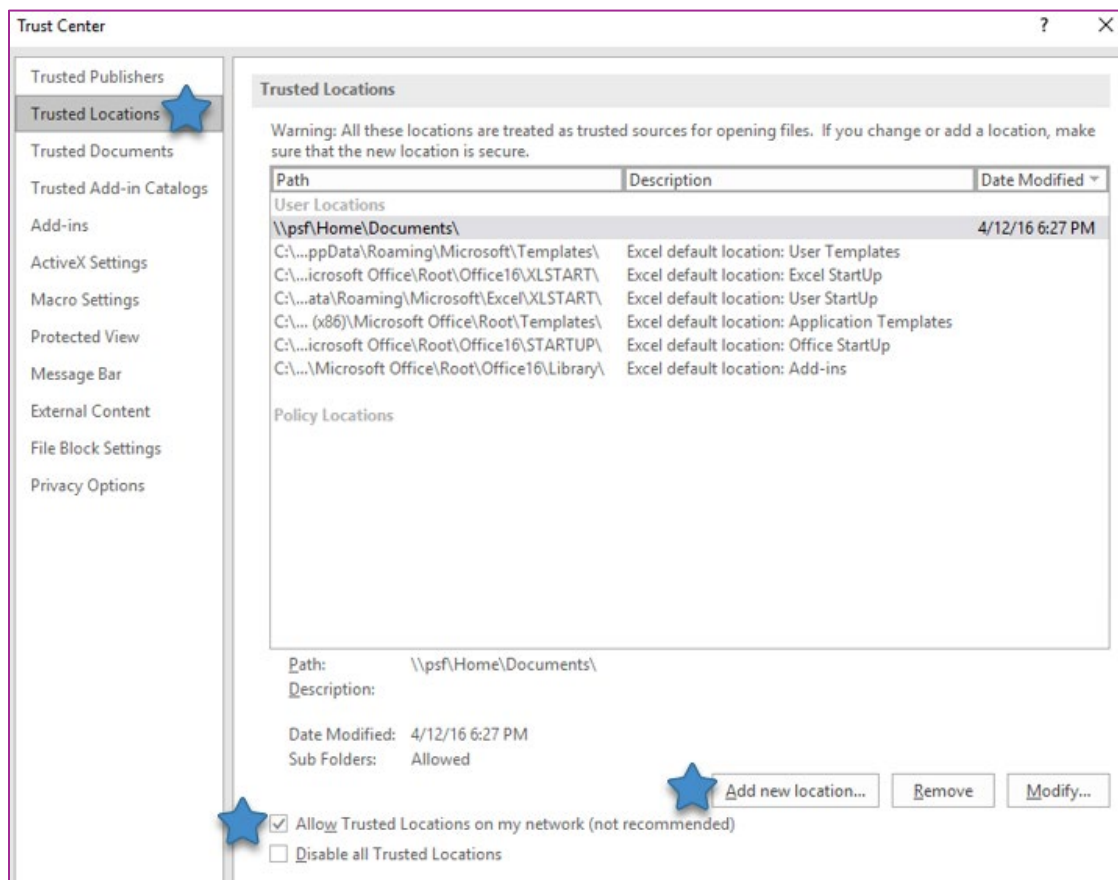 Trust Center
?
Trusted Publishers
Trusted Locations
Trusted Documents
Trusted Add-in Catalogs
Add-ins
ActiveX Settings
Macro Settings
Protected View
Message Bar
External Content
File Block Settings
Privacy Options
Trusted Locations
Warning: All these locations are treated as trusted sources for opening files. If you change or add a location, make
sure that the new location is secure.
Path Description Date Modified
User Locations
\\psf\Home\Documents\ 4/12/16 6:27 PM
C:\...ppData\Roaming\Microsoft\Templates\ Excel default location: User Templates
C:\...icrosoft Office\Root\Office16\XLSTART\ Excel default location: Excel StartUp
C:\...ata\Roaming\Microsoft\Excel\XLSTART\ Excel default location: User StartUp
C:\... (x86)\Microsoft Office\Root\Templates\ Excel default location: Application Templates
C:\...icrosoft Office\Root\Office16\STARTUP\ Excel default location: Office StartUp
C:\...\Microsoft Office\Root\Office16\Library\ Excel default location: Add-ins
Policy Locations
Path: \\psf\Home\Documents\
Description:
Date Modified: 4/12/16 6:27 PM
Sub Folders: Allowed
Add new location... Remove Modify...
Allow Trusted Locations on my network (not recommended)
Disable all Trusted Locations